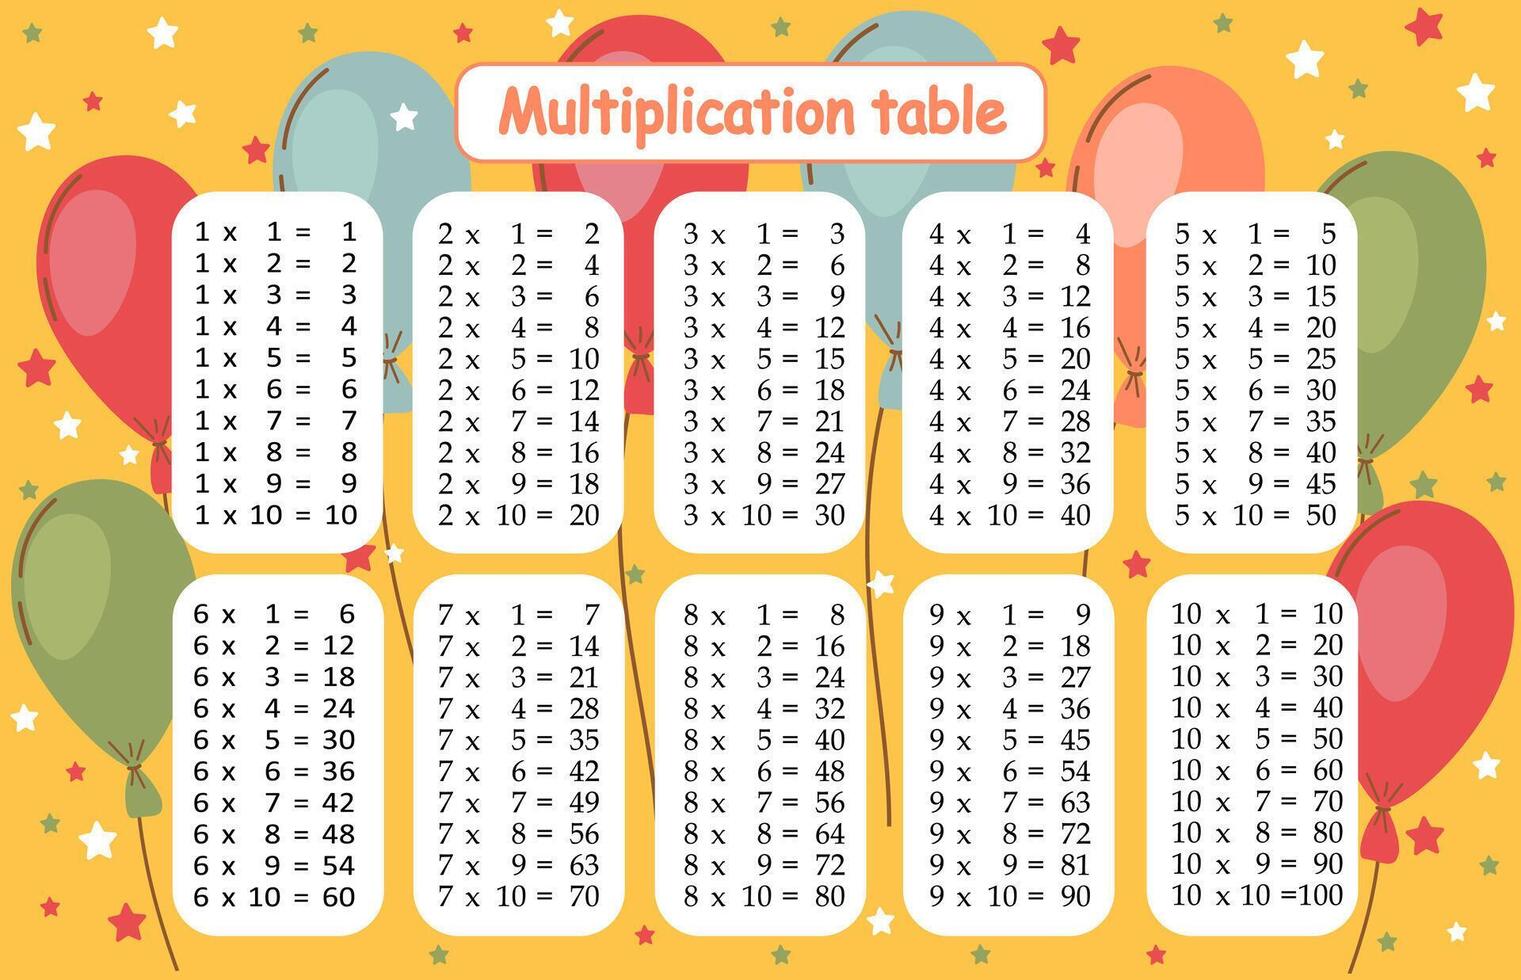 Multiplication table
1 x 1 = 1
1 x 2 = 2
1 x 3 = 3
1 x 4 = 4
1 x 5 = 5
1 x 6 = 6
1 x 7 = 7
1 x 8 = 8
1 x 9 = 9
1 x 10 = 10
2 x 1 = 2
2 x 2 = 4
2 x 3 = 6
2 x 4 = 8
2 x 5 = 10
2 x 6 = 12
2 x 7 = 14
2 x 8 = 16
2 x 9 = 18
2 x 10 = 20
3 x 1 = 3
3 x 2 = 6
3 x 3 = 9
3 x 4 = 12
3 x 5 = 15
3 x 6 = 18
3 x 7 = 21
3 x 8 = 24
3 x 9 = 27
3 x 10 = 30
4 x 1 = 4
4 x 2 = 8
4 x 3 = 12
4 x 4 = 16
4 x 5 = 20
4 x 6 = 24
4 x 7 = 28
4 x 8 = 32
4 x 9 = 36
4 x 10 = 40
5 x 1 = 5
5 x 2 = 10
5 x 3 = 15
5 x 4 = 20
5 x 5 = 25
5 x 6 = 30
5 x 7 = 35
5 x 8 = 40
5 x 9 = 45
5 x 10 = 50
6 x 1 = 6
6 x 2 = 12
6 x 3 = 18
6 x 4 = 24
6 x 5 = 30
6 x 6 = 36
6 x 7 = 42
6 x 8 = 48
6 x 9 = 54
6 x 10 = 60
7 x 1 = 7
7 x 2 = 14
7 x 3 = 21
7 x 4 = 28
7 x 5 = 35
7 x 6 = 42
7 x 7 = 49
7 x 8 = 56
7 x 9 = 63
7 x 10 = 70
8 x 1 = 8
8 x 2 = 16
8 x 3 = 24
8 x 4 = 32
8 x 5 = 40
8 x 6 = 48
8 x 7 = 56
8 x 8 = 64
8 x 9 = 72
8 x 10 = 80
9 x 1 = 9
9 x 2 = 18
9 x 3 = 27
9 x 4 = 36
9 x 5 = 45
9 x 6 = 54
9 x 7 = 63
9 x 8 = 72
9 x 9 = 81
9 x 10 = 90
10 x 1 = 10
10 x 2 = 20
10 x 3 = 30
10 x 4 = 40
10 x 5 = 50
10 x 6 = 60
10 x 7 = 70
10 x 8 = 80
10 x 9 = 90
10 x 10 =100